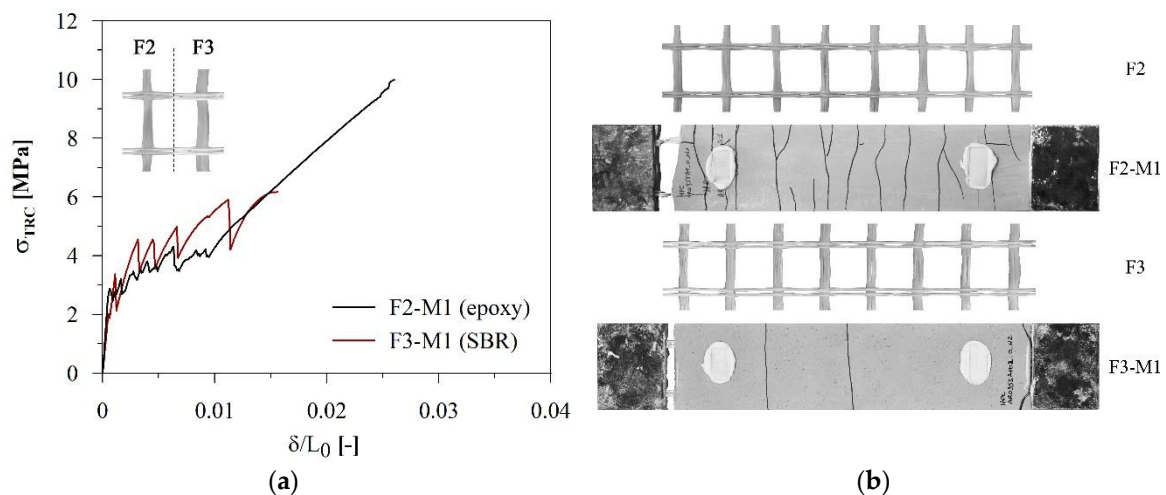 12
F2 F3
10
8
6
4
2
0
σTRC [MPa]
F2-M1 (epoxy)
F3-M1 (SBR)
0 0.01 0.02 0.03 0.04
δ/L0 [-]
(a)
F2
F2-M1
F3
F3-M1
(b)